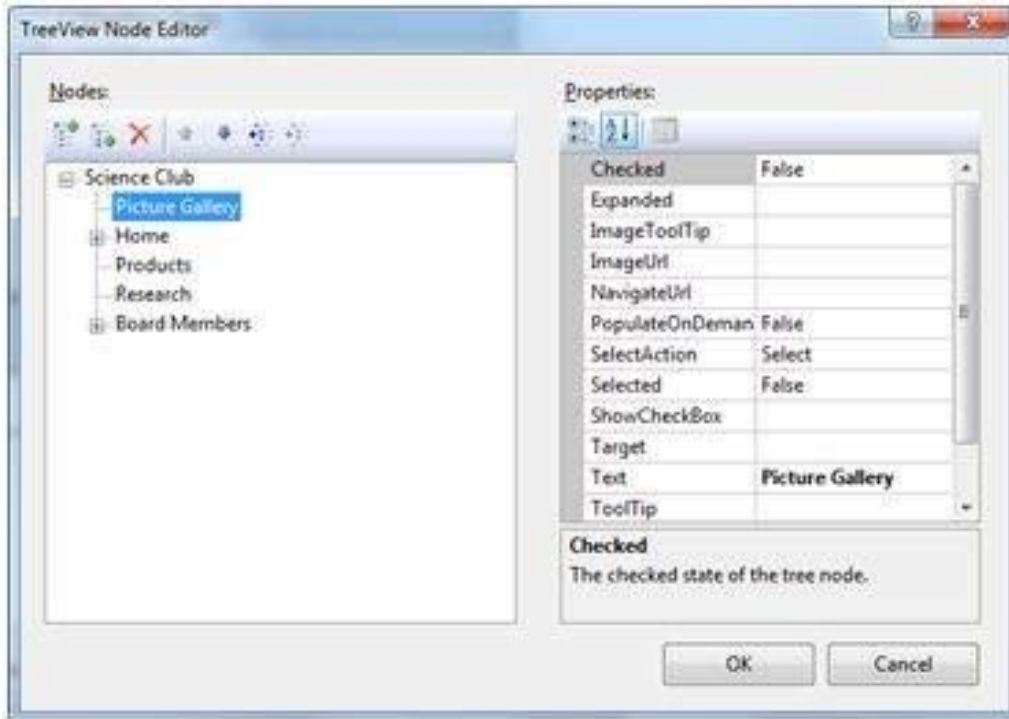 TreeView Node Editor
Nodes:
Science Club
Picture Gallery
Home
Products
Research
Board Members
Properties:
Checked False
Expanded
ImageToolTip
ImageUrl
NavigateUrl
PopulateOnDeman False
SelectAction Select
Selected False
ShowCheckBox
Target
Text Picture Gallery
ToolTip
Checked
The checked state of the tree node.
OK Cancel